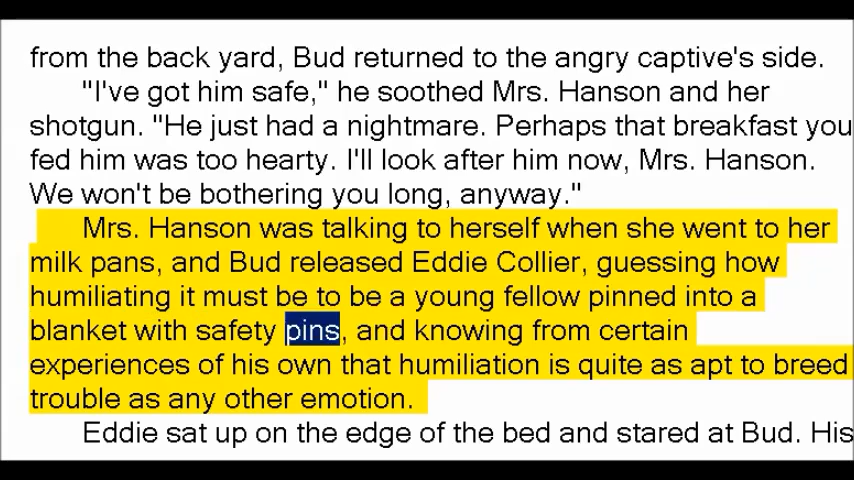 from the back yard, Bud returned to the angry captive's side.
"I've got him safe," he soothed Mrs. Hanson and her
shotgun. "He just had a nightmare. Perhaps that breakfast you
fed him was too hearty. I'll look after him now, Mrs. Hanson.
We won't be bothering you long, anyway."
Mrs. Hanson was talking to herself when she went to her
milk pans, and Bud released Eddie Collier, guessing how
humiliating it must be to be a young fellow pinned into a
blanket with safety pins, and knowing from certain
experiences of his own that humiliation is quite as apt to breed
trouble as any other emotion.
Eddie sat up on the edge of the bed and stared at Bud. His